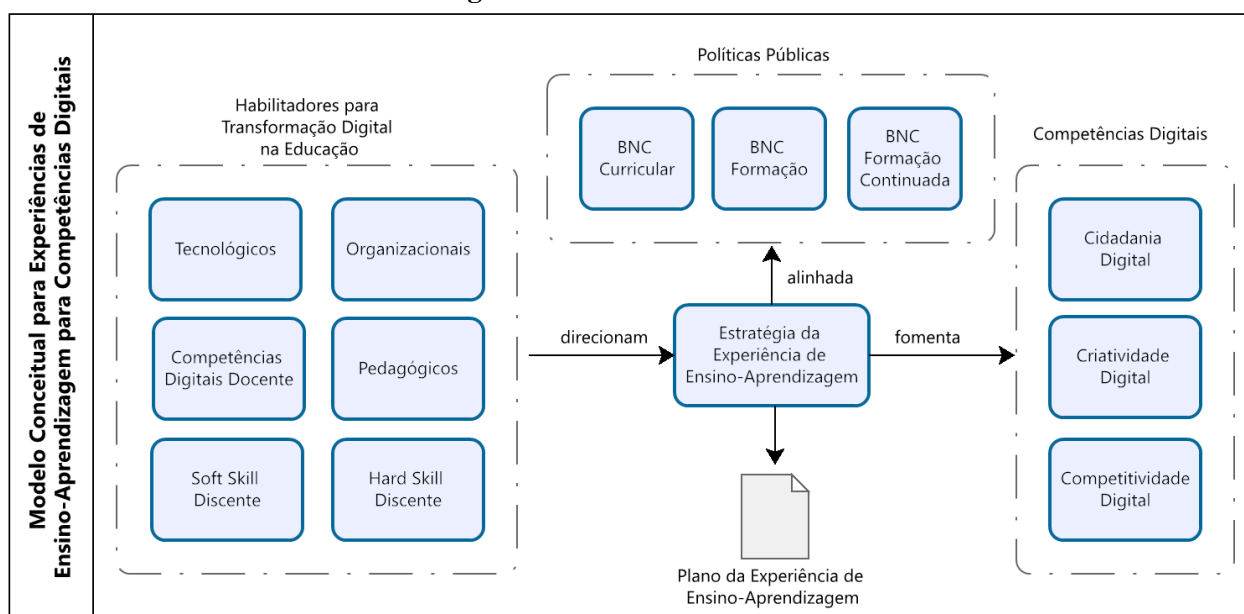 Modelo Conceitual para Experiências de
Ensino-Aprendizagem para Competências Digitais
Habilitadores para
Transformação Digital
na Educação
Tecnológicos
Organizacionais
Competências
Digitais Docente
Pedagógicos
Soft Skill
Discente
Hard Skill
Discente
direcionam
Políticas Públicas
BNC
Curricular
BNC
Formação
BNC
Formação
Continuada
alinhada
Estratégia da
Experiência de
Ensino-Aprendizagem
fomenta
Plano da Experiência de
Ensino-Aprendizagem
Competências Digitais
Cidadania
Digital
Criatividade
Digital
Competitividade
Digital